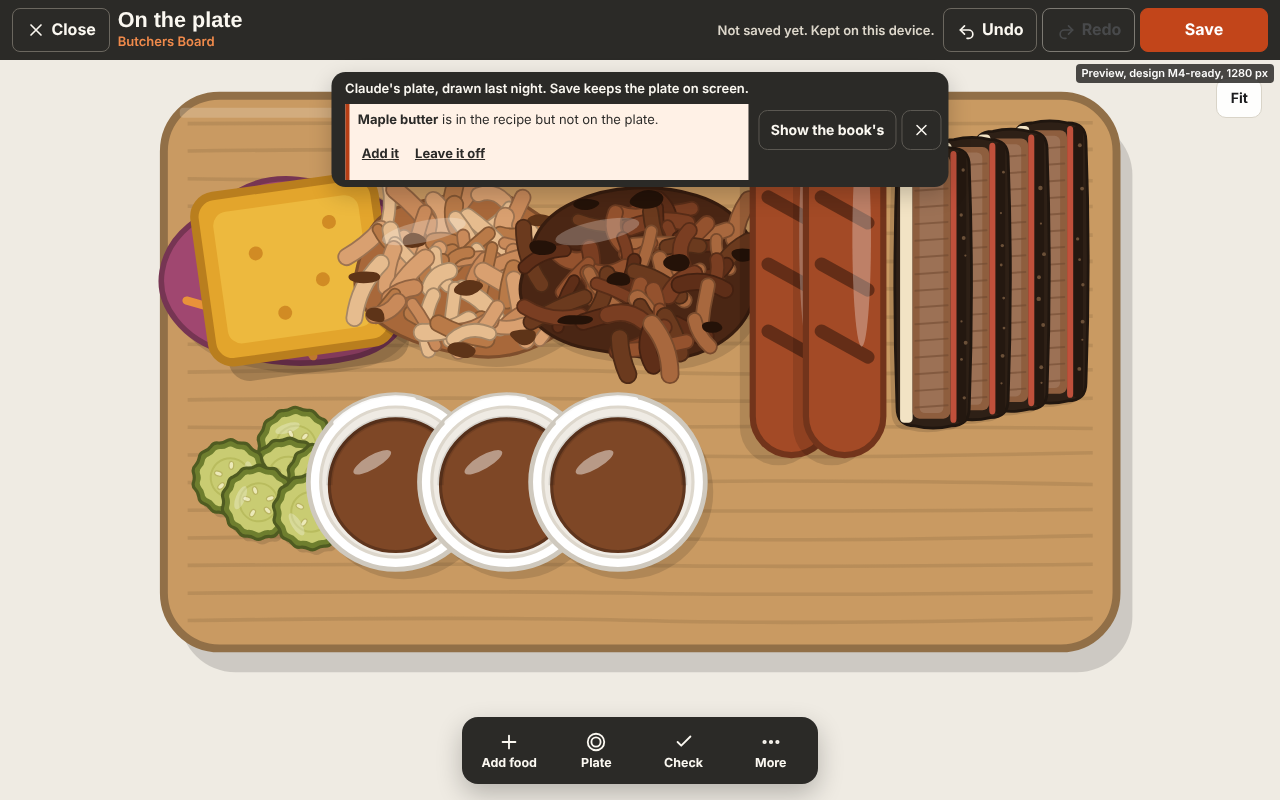 Close
On the plate
Butchers Board
Not saved yet. Kept on this device.
Undo
Redo
Save
Preview, design M4-ready, 1280 px
Fit
Claude's plate, drawn last night. Save keeps the plate on screen.
Maple butter is in the recipe but not on the plate.
Add it Leave it off
Show the book's
Add food
Plate
Check
More